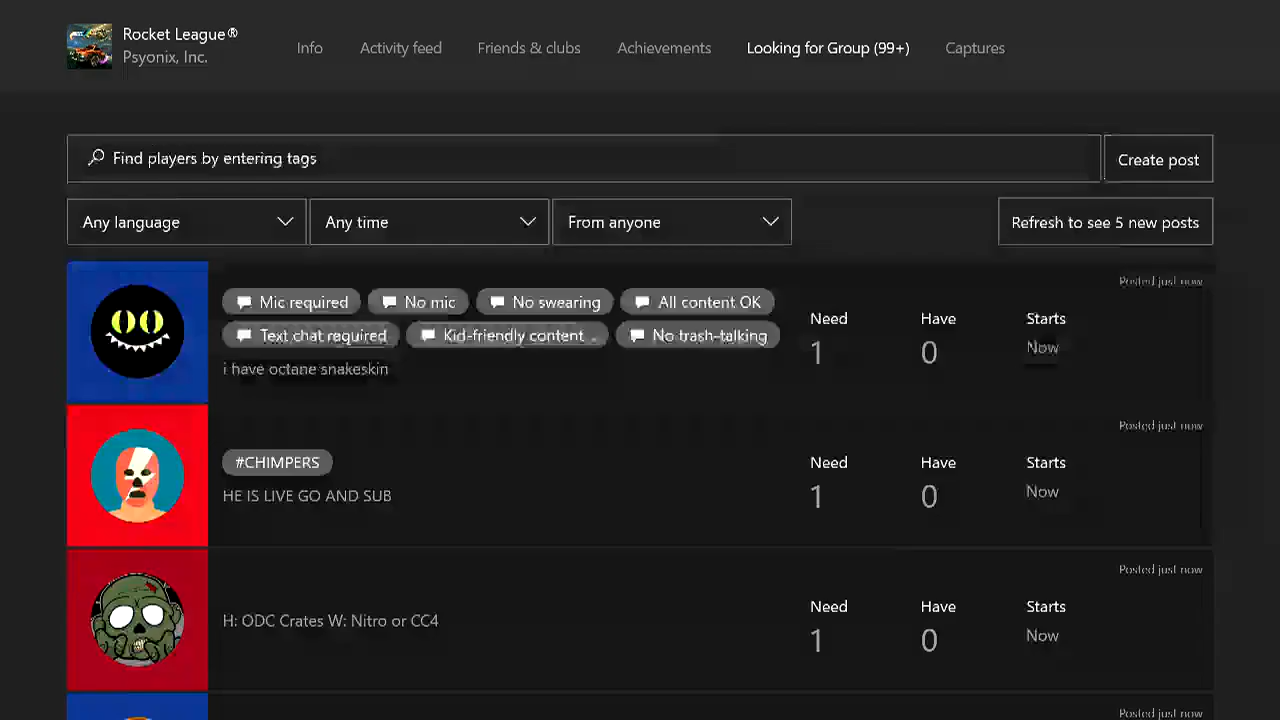 Rocket League®
Psyonix, Inc.
Info Activity feed Friends & clubs Achievements Looking for Group (99+) Captures
Find players by entering tags
Create post
Any language
Any time
From anyone
Refresh to see 5 new posts
Posted just now
Mic required No mic No swearing All content OK
Text chat required Kid-friendly content No trash-talking
i have octane snakeskin
Need Have Starts
1 0 Now
Posted just now
#CHIMPERS
HE IS LIVE GO AND SUB
Need Have Starts
1 0 Now
Posted just now
H: ODC Crates W: Nitro or CC4
Need Have Starts
1 0 Now
Posted just now